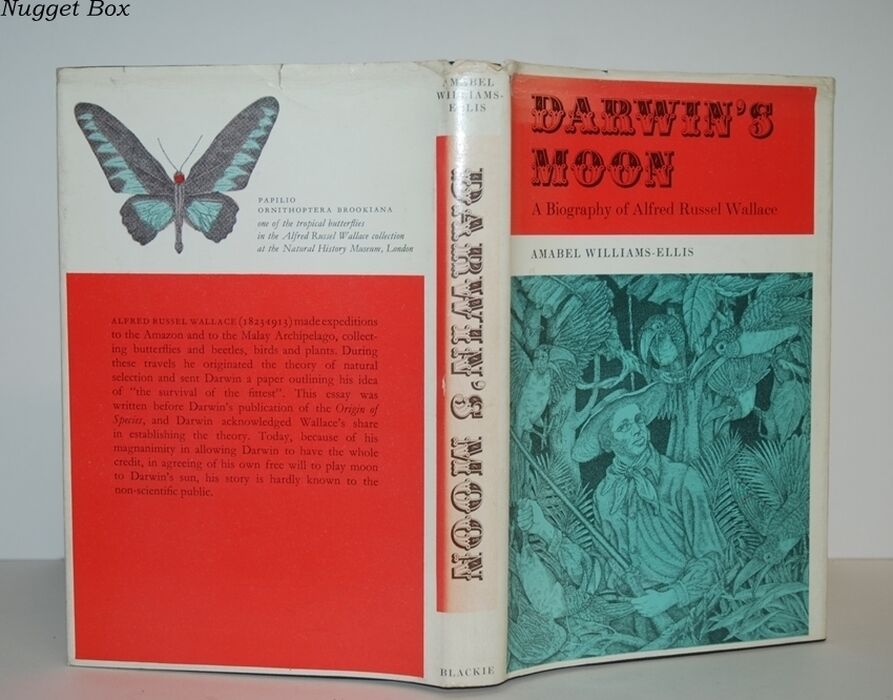 Nugget Box
PAPILIO
ORNITHOPTERA BROOKIANA
one of the tropical butterflies
in the Alfred Russel Wallace collection
at the Natural History Museum, London
ALFRED RUSSEL WALLACE (1823-1913) made expeditions
to the Amazon and to the Malay Archipelago, collect-
ing butterflies and beetles, birds and plants. During
these travels he originated the theory of natural
selection and sent Darwin a paper outlining his idea
of "the survival of the fittest". This essay was
written before Darwin's publication of the Origin of
Species, and Darwin acknowledged Wallace's share
in establishing the theory. Today, because of his
magnanimity in allowing Darwin to have the whole
credit, in agreeing of his own free will to play moon
to Darwin's sun, his story is hardly known to the
non-scientific public.
AMABEL
WILLIAMS-
ELLIS
DARWIN'S MOON
BLACKIE
DARWIN'S
MOON
A Biography of Alfred Russel Wallace
AMABEL WILLIAMS-ELLIS